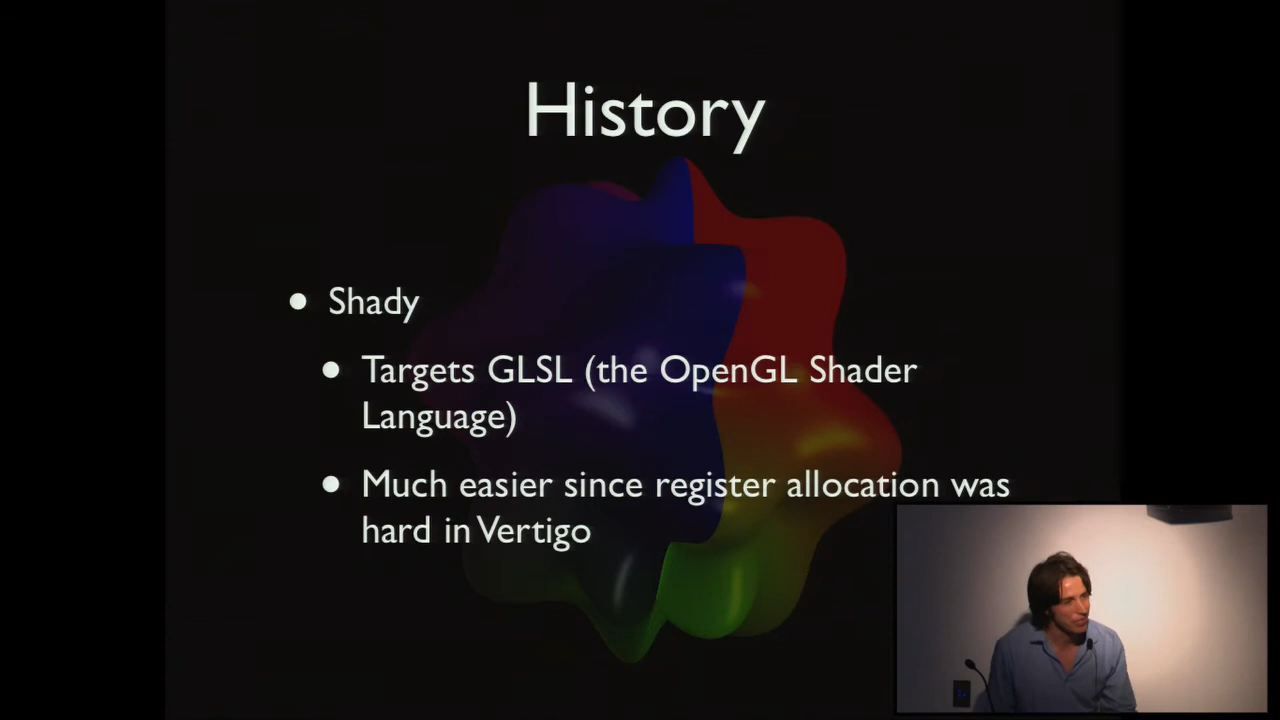 History
• Shady
• Targets GLSL (the OpenGL Shader
Language)
• Much easier since register allocation was
hard in Vertigo